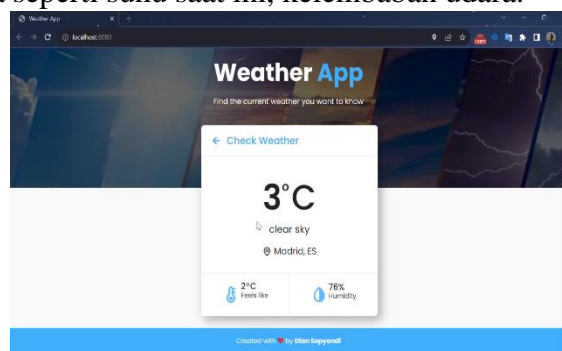 seperti suhu saat ini, kelembaban udara.
Weather App
localhost:8080
Weather App
Find the current weather you want to know
← Check Weather
3°C
clear sky
Madrid, ES
2°C
Feels like
76%
Humidity
Created with ❤ by Dian Sopyandi